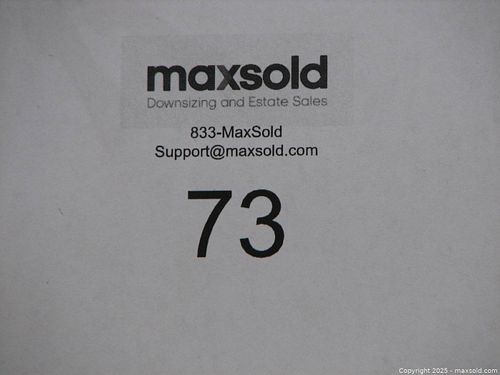 maxsold
Downsizing and Estate Sales
833-MaxSold
Support@maxsold.com
73
Copyright 2025 - maxsold.com